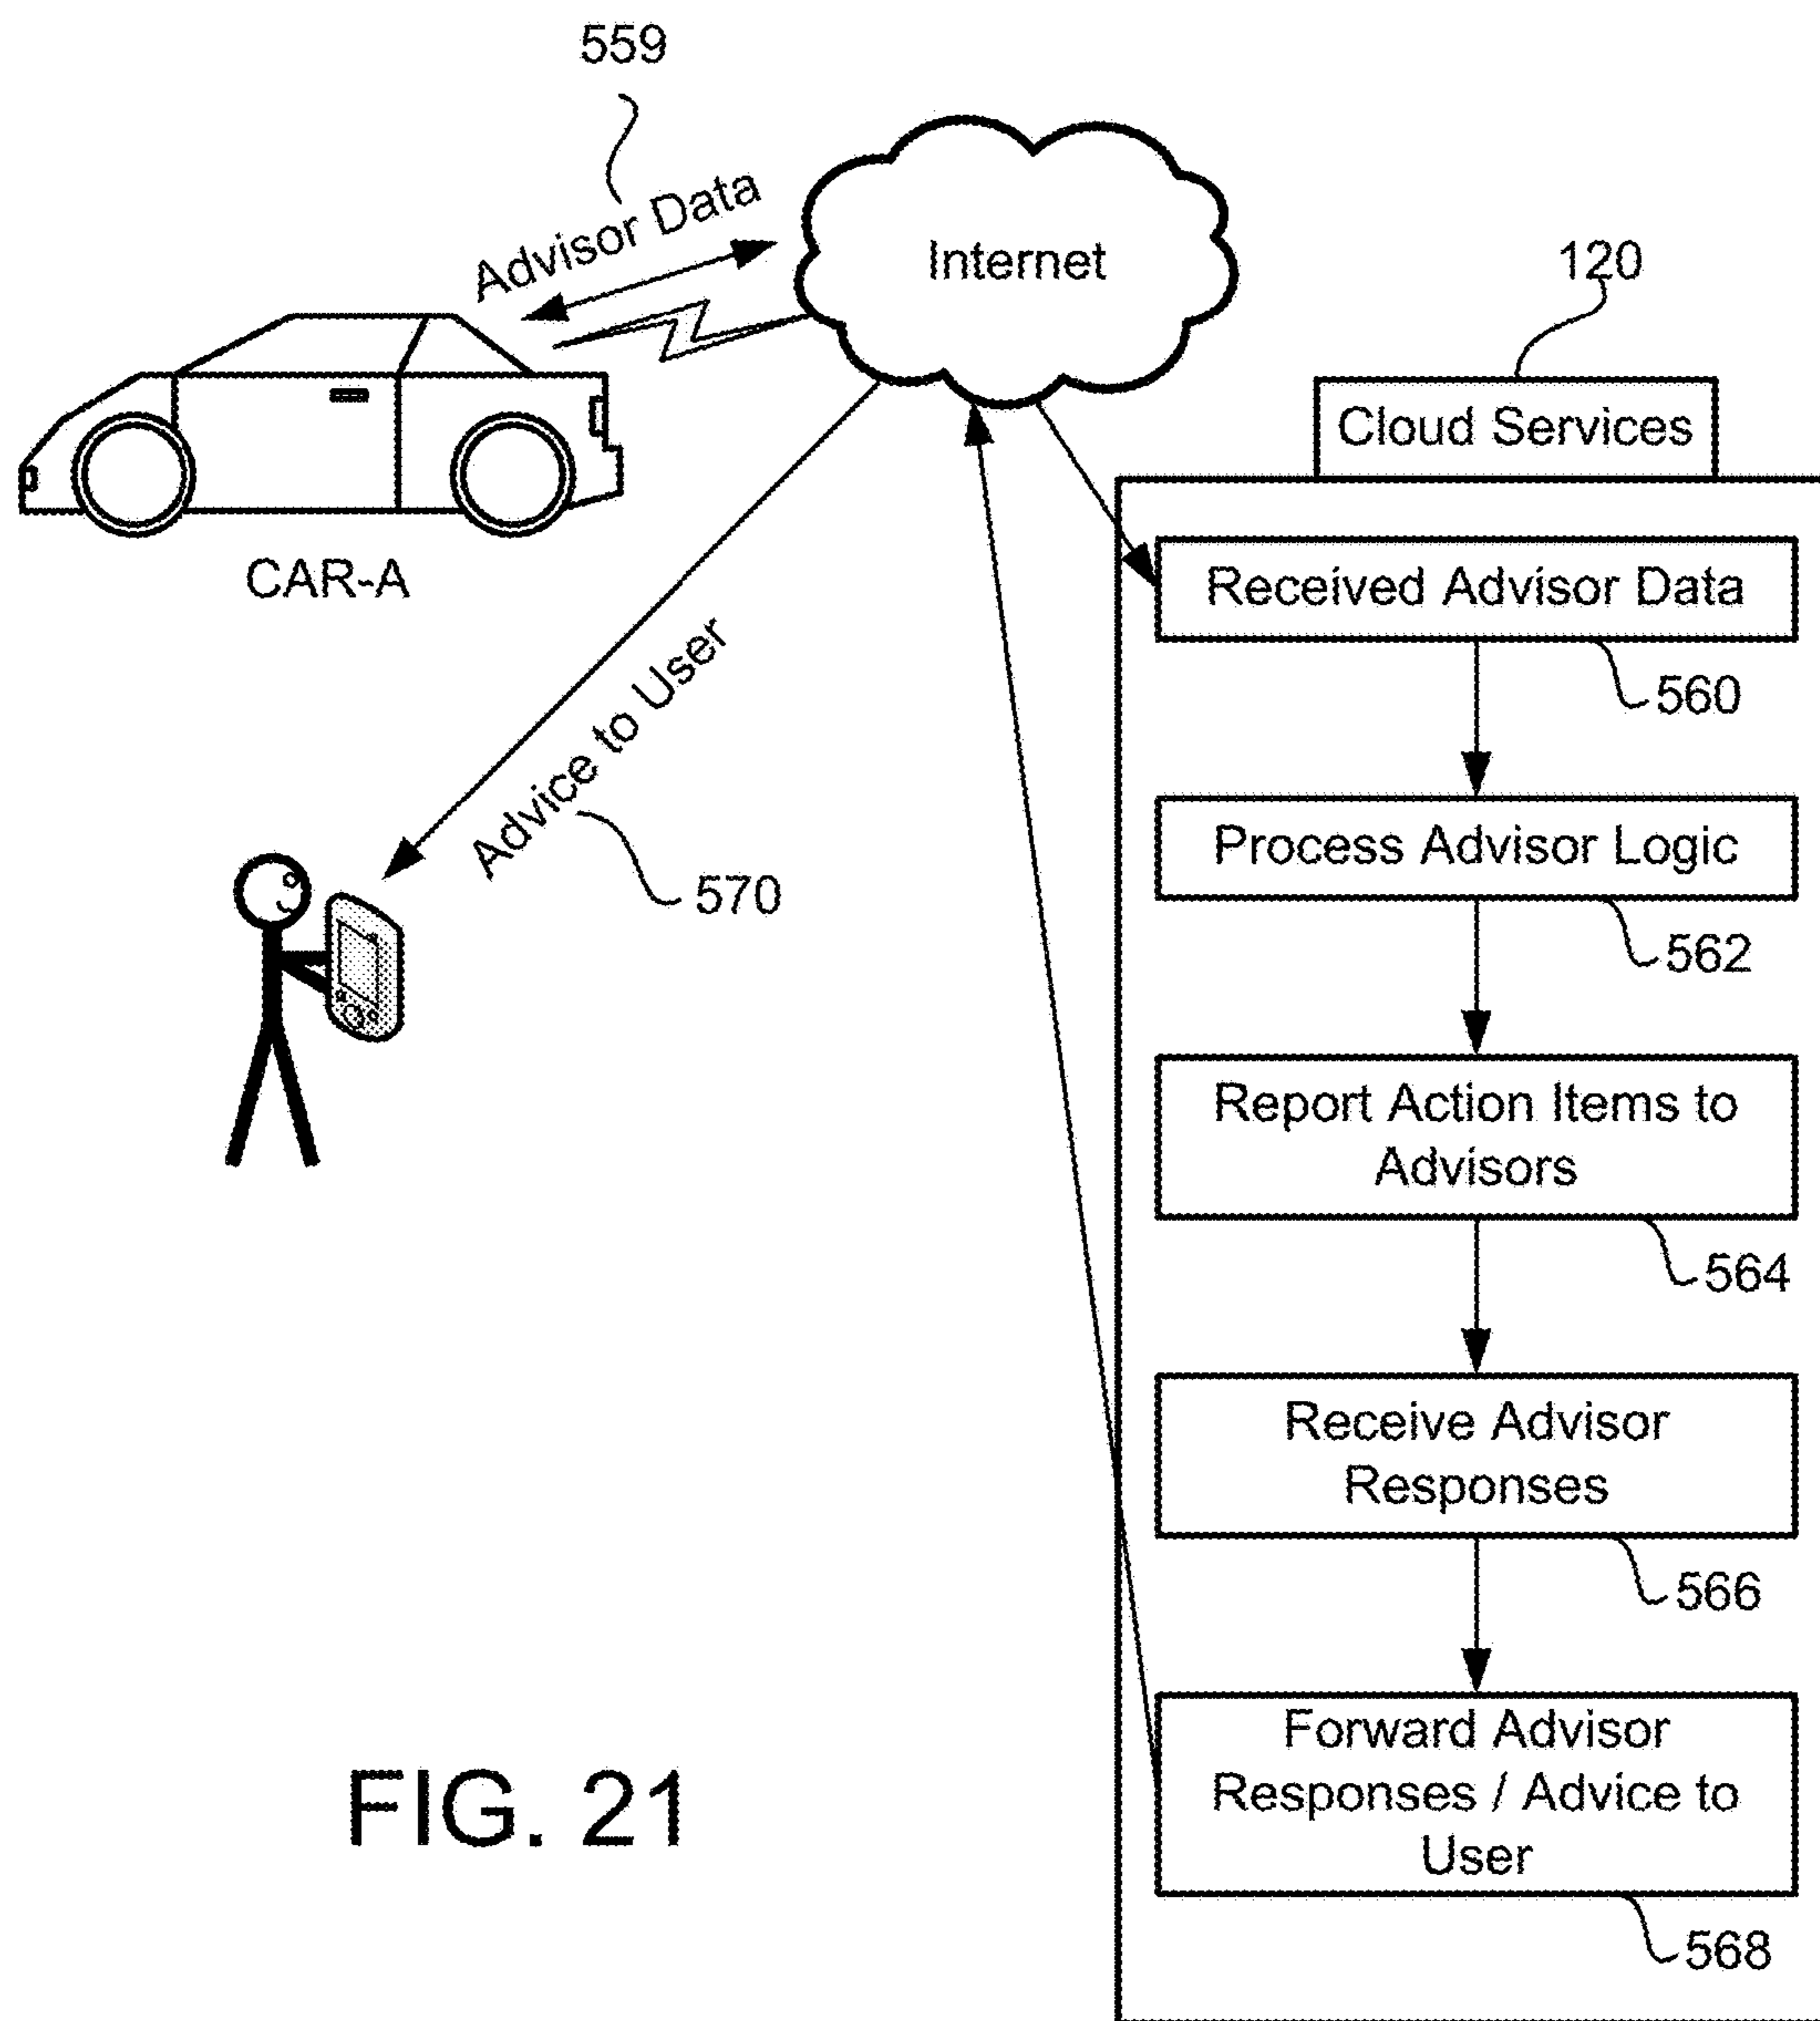 559
Advisor Data
Internet
120
Cloud Services
CAR-A
Received Advisor Data
560
Advice to User
570
Process Advisor Logic
562
Report Action Items to
Advisors
564
Receive Advisor
Responses
566
Forward Advisor
Responses / Advice to
User
568
FIG. 21